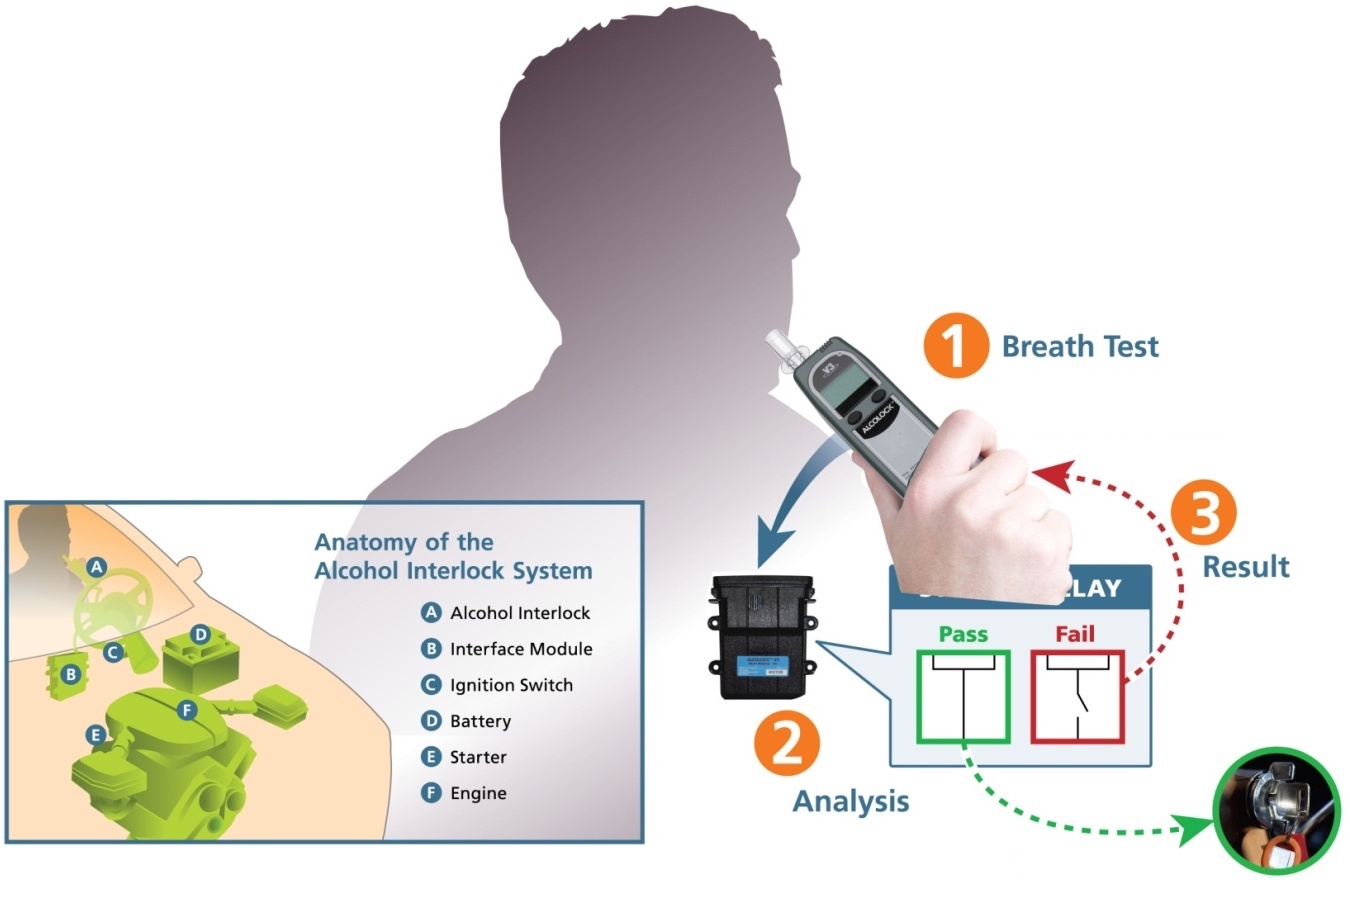 1 Breath Test
V3
ALCOLOCK
3
Result
Pass
Fail
2
Analysis
Anatomy of the
Alcohol Interlock System
A Alcohol Interlock
B Interface Module
C Ignition Switch
D Battery
E Starter
F Engine
A
D
C
B
F
E